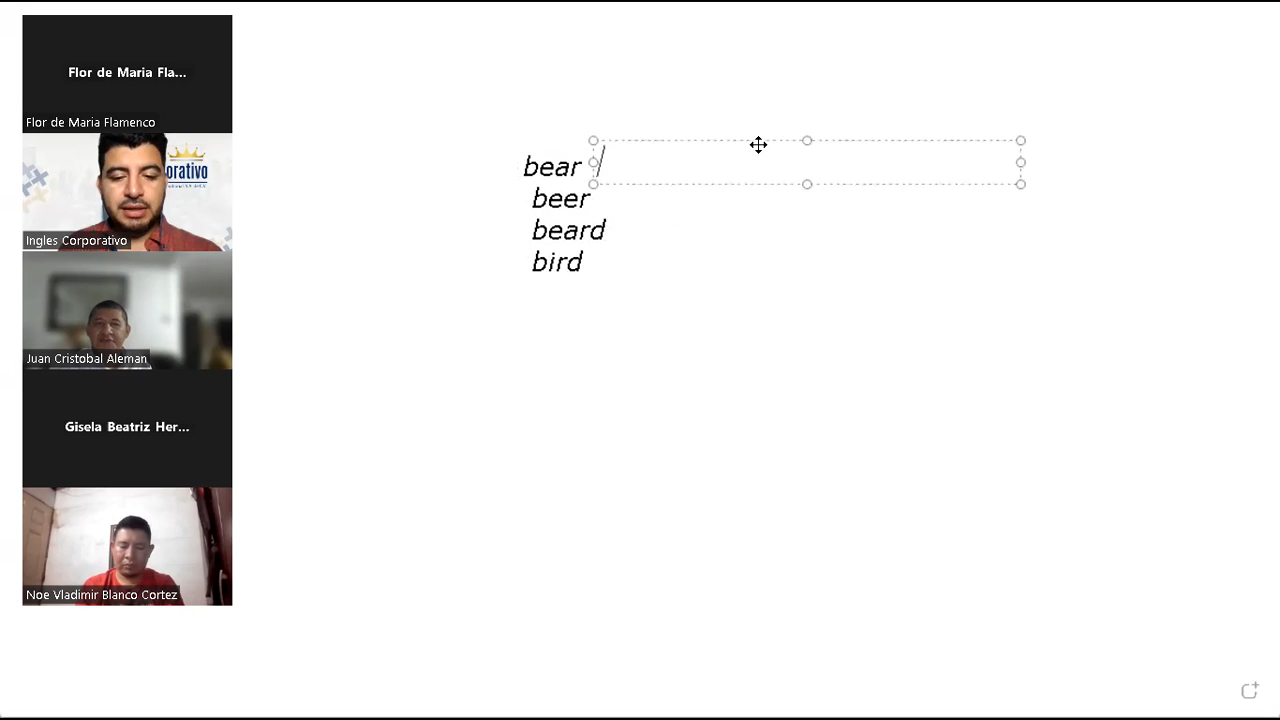 Flor de Maria Fla...
Flor de Maria Flamenco
orativo
Ingles Corporativo
Juan Cristobal Aleman
Gisela Beatriz Her...
Noe Vladimir Blanco Cortez
bear /
beer
beard
bird